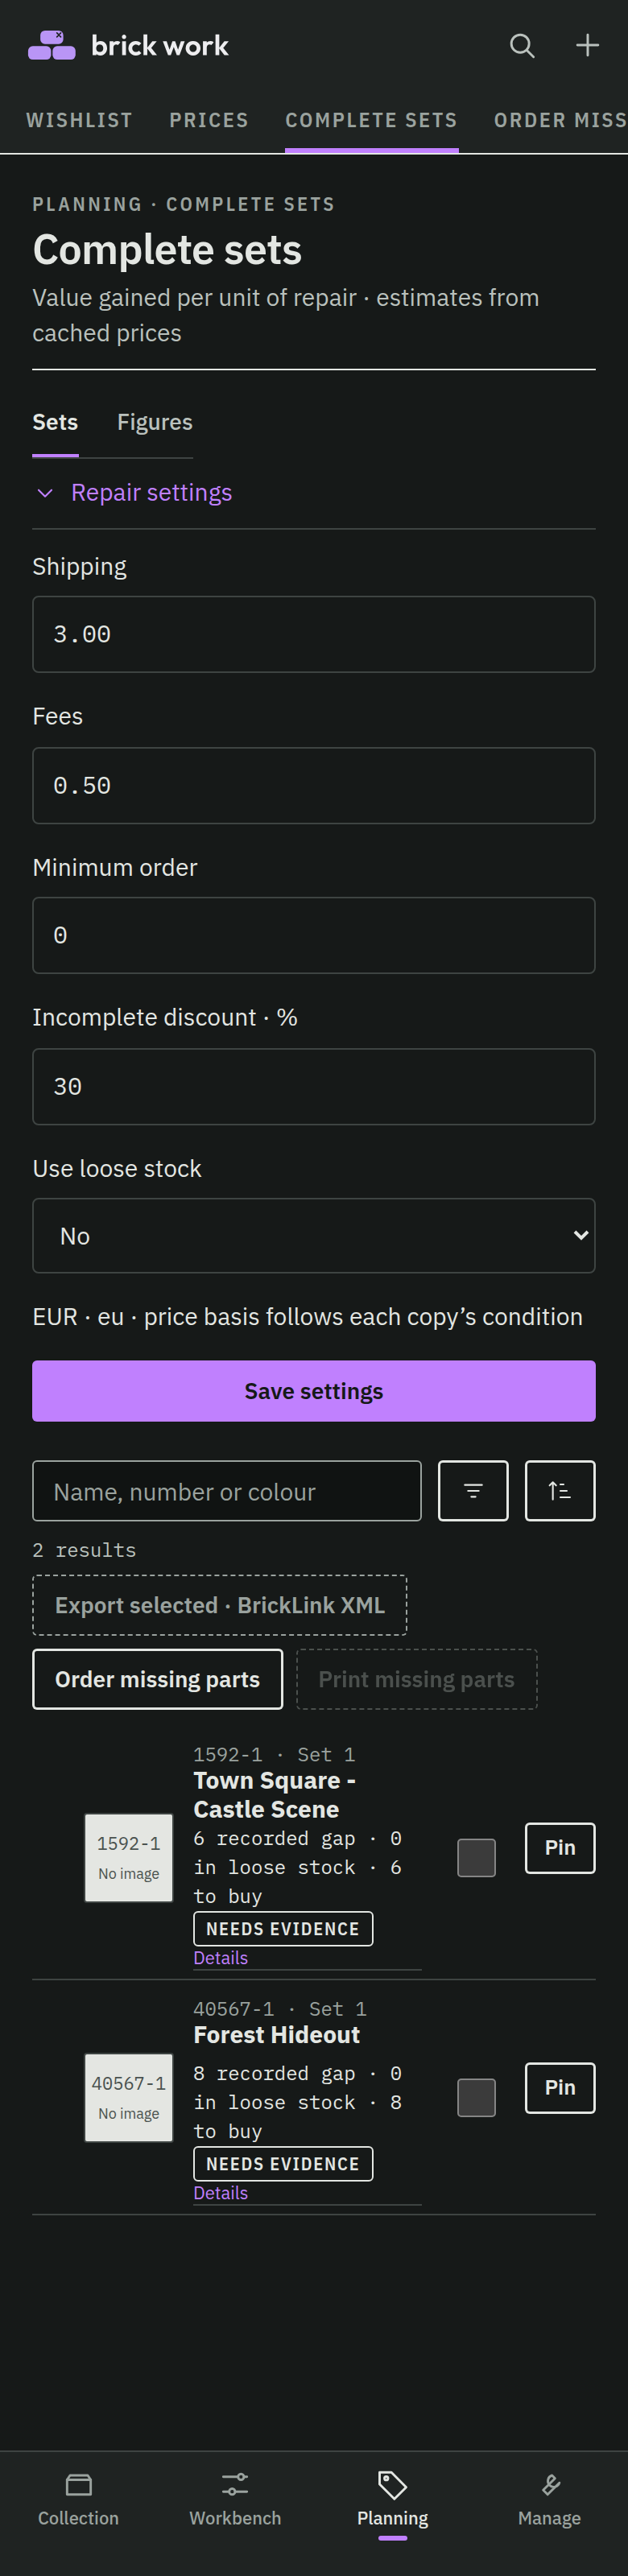 brick work
WISHLIST PRICES COMPLETE SETS ORDER MISS
PLANNING · COMPLETE SETS
Complete sets
Value gained per unit of repair · estimates from
cached prices
Sets Figures
Repair settings
Shipping
3.00
Fees
0.50
Minimum order
0
Incomplete discount · %
30
Use loose stock
No
EUR · eu · price basis follows each copy’s condition
Save settings
Name, number or colour
2 results
Export selected · BrickLink XML
Order missing parts Print missing parts
1592-1
No image
1592-1 · Set 1
Town Square -
Castle Scene
6 recorded gap · 0
in loose stock · 6
to buy
NEEDS EVIDENCE
Details
Pin
40567-1
No image
40567-1 · Set 1
Forest Hideout
8 recorded gap · 0
in loose stock · 8
to buy
NEEDS EVIDENCE
Details
Pin
Collection Workbench Planning Manage